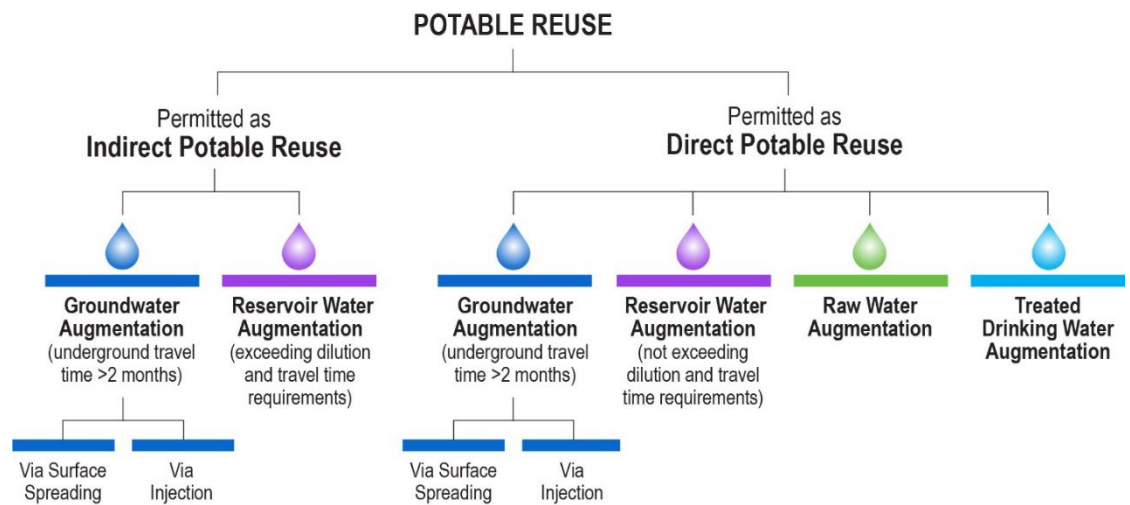 POTABLE REUSE
Permitted as
Indirect Potable Reuse
Permitted as
Direct Potable Reuse
Groundwater
Augmentation
(underground travel
time >2 months)
Reservoir Water
Augmentation
(exceeding dilution
and travel time
requirements)
Groundwater
Augmentation
(underground travel
time >2 months)
Reservoir Water
Augmentation
(not exceeding
dilution and travel
time requirements)
Raw Water
Augmentation
Treated
Drinking Water
Augmentation
Via Surface
Spreading
Via
Injection
Via Surface
Spreading
Via
Injection